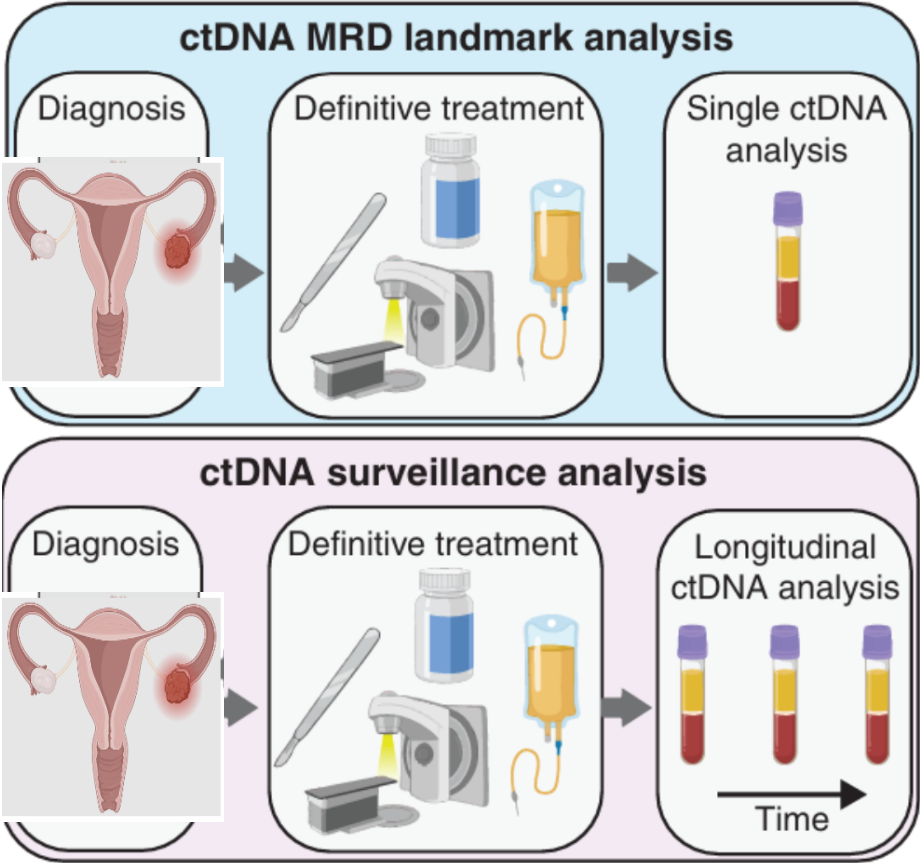 ctDNA MRD landmark analysis
Diagnosis
Definitive treatment
Single ctDNA
analysis
ctDNA surveillance analysis
Diagnosis
Definitive treatment
Longitudinal
ctDNA analysis
Time